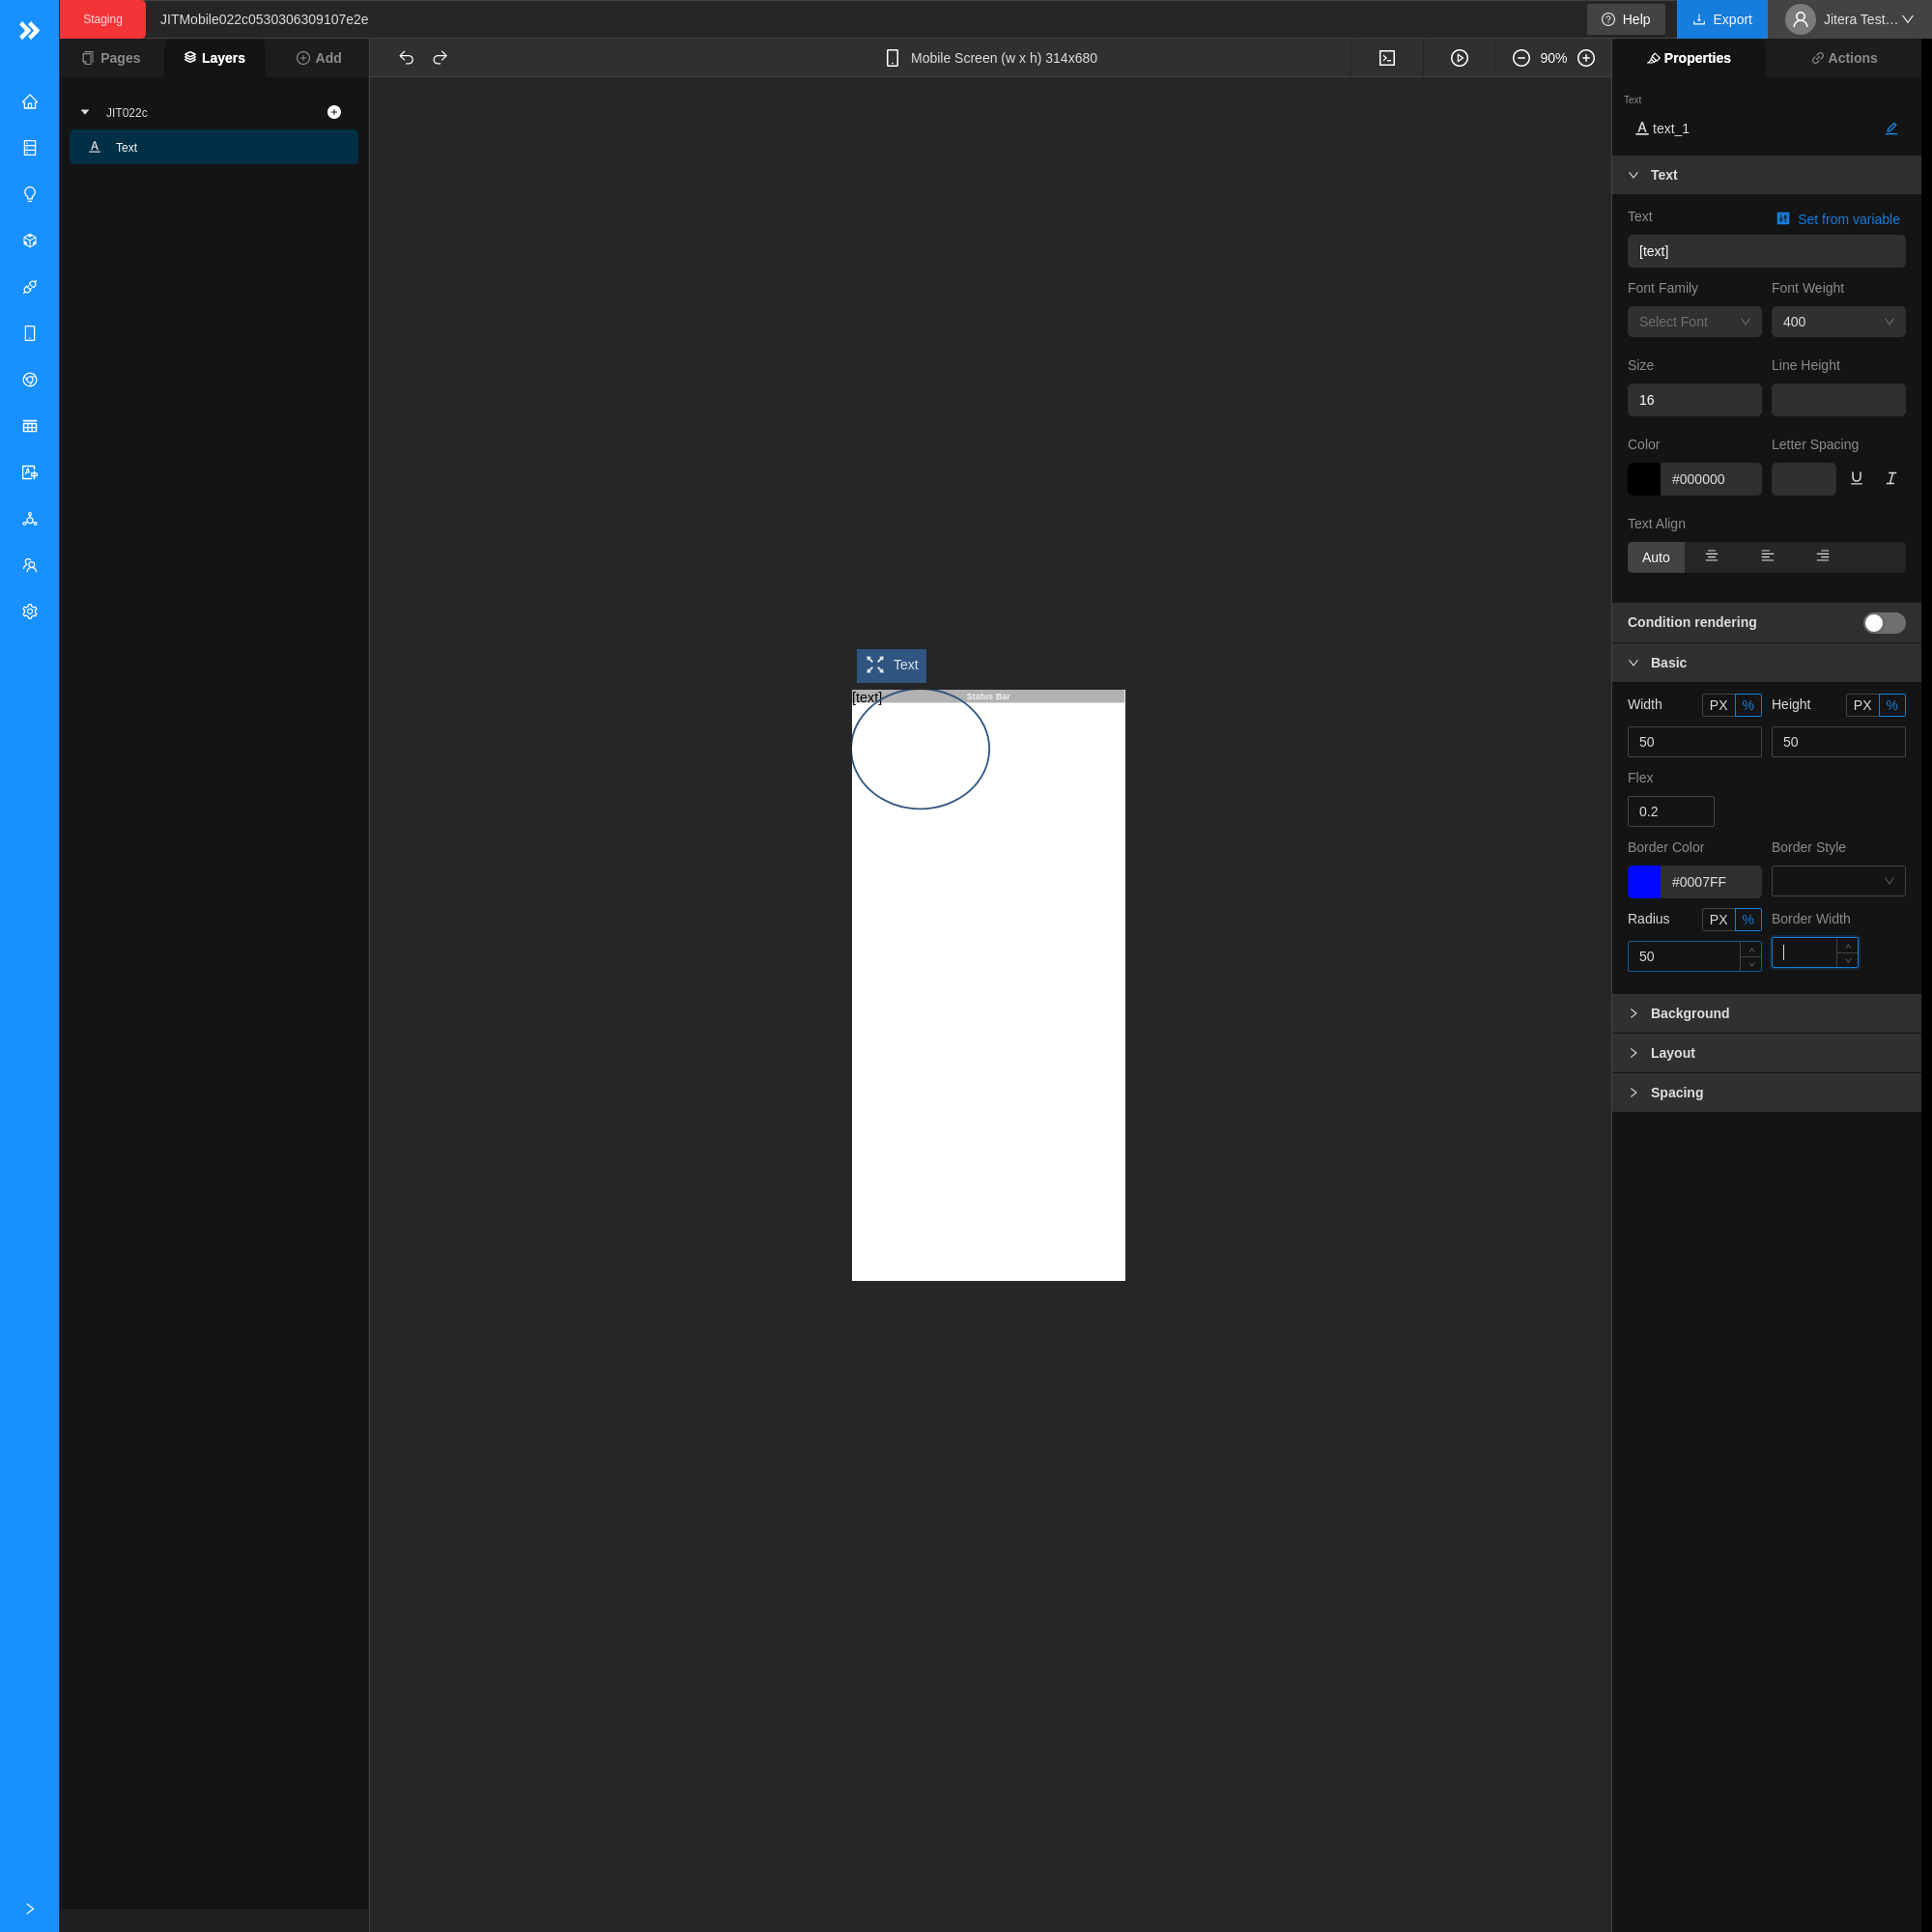 Staging
JITMobile022c0530306309107e2e
Help
Export
Jitera Test...
Pages
Layers
Add
Mobile Screen (w x h) 314x680
90%
Properties
Actions
JIT022c
Text
Text
text_1
Text
Text
Set from variable
[text]
Font Family
Font Weight
Select Font
400
Size
Line Height
16
Color
Letter Spacing
#000000
Text Align
Auto
Condition rendering
Text
[text]
Status Bar
Basic
Width
PX
%
Height
PX
%
50
50
Flex
0.2
Border Color
Border Style
#0007FF
Radius
PX
%
Border Width
50
Background
Layout
Spacing